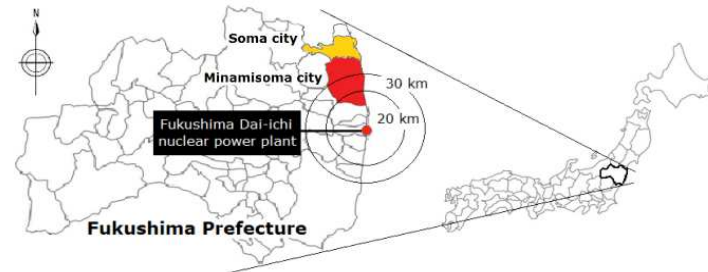 N
Soma city
Minamisoma city
30 km
20 km
Fukushima Dai-ichi
nuclear power plant
Fukushima Prefecture